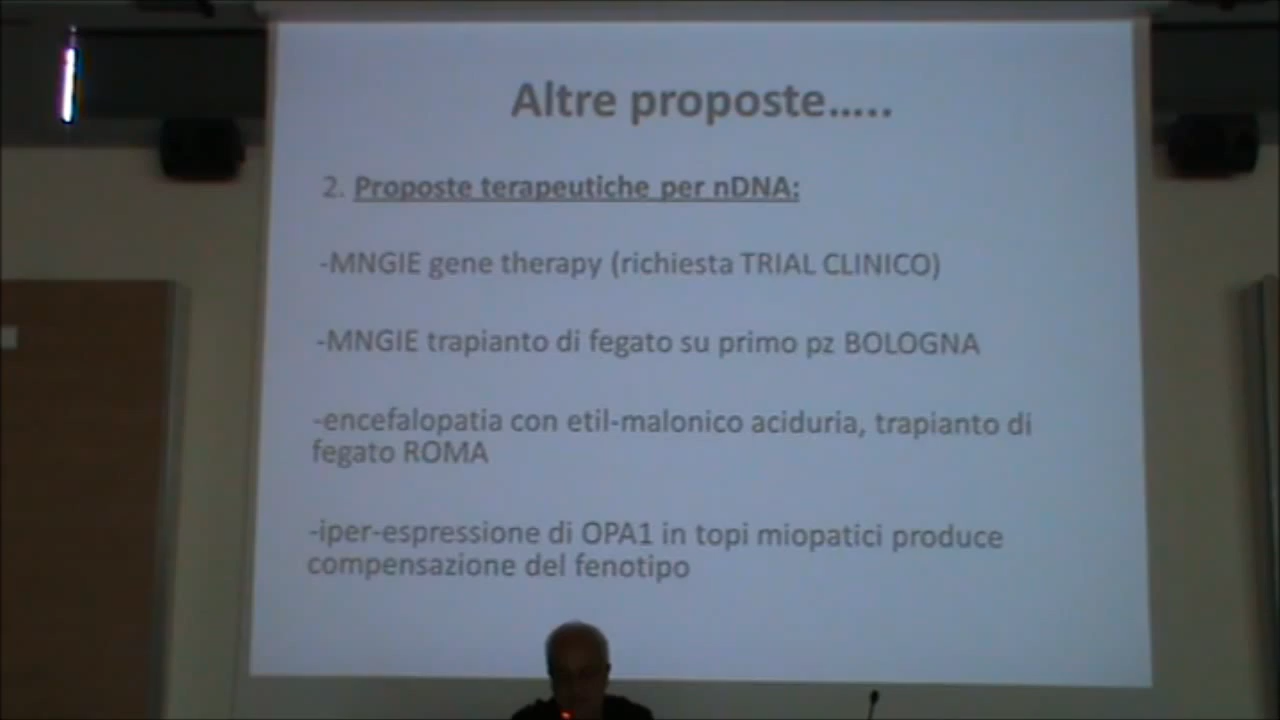 Altre proposte.....
2. Proposte terapeutiche per nDNA:
-MNGIE gene therapy (richiesta TRIAL CLINICO)
-MNGIE trapianto di fegato su primo pz BOLOGNA
-encefalopatia con etil-malonico aciduria, trapianto di
fegato ROMA
-iper-espressione di OPA1 in topi miopatici produce
compensazione del fenotipo